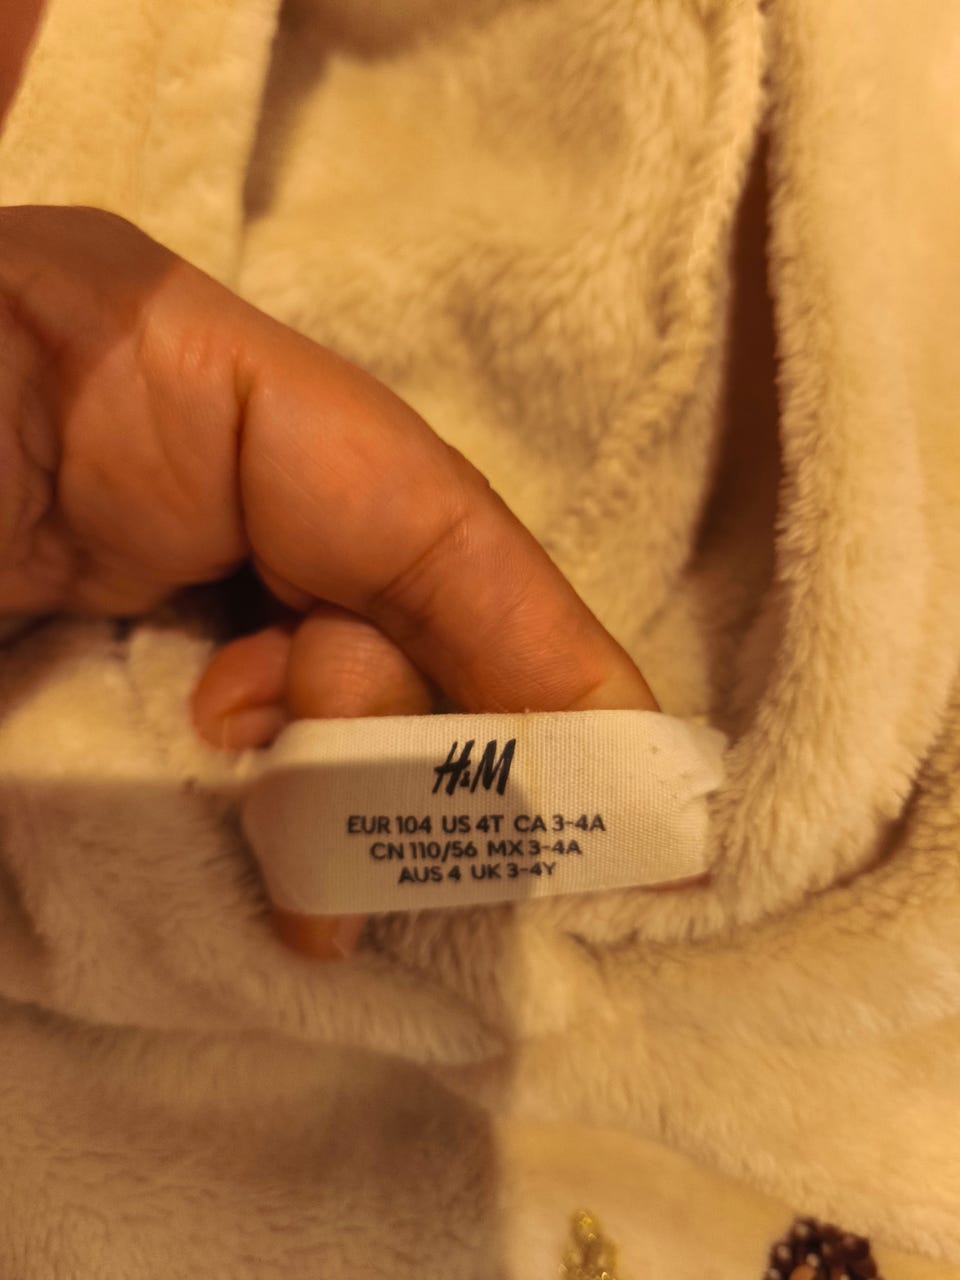 H&M
EUR 104 US 4T CA 3-4A
CN 110/56 MX 3-4A
AUS 4 UK 3-4Y